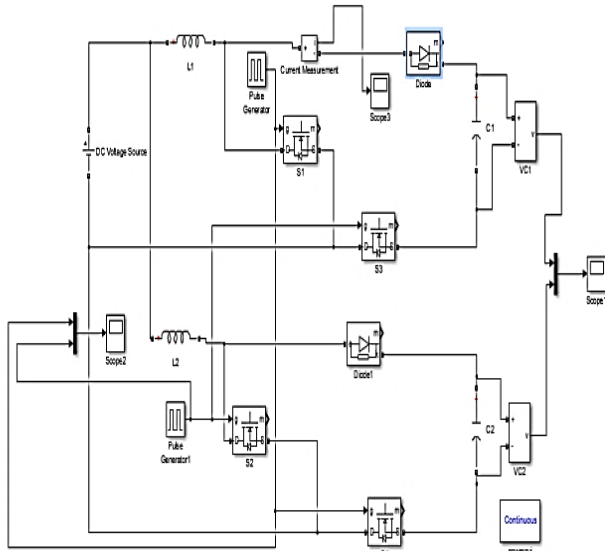 L1
+
i
-
Current Measurement
m
Diode
Pulse
Generator
Scope3
g
m
D
S
S1
C1
+
-
v
VC1
DC Voltage Source
g
m
D
S
S3
Scope2
L2
Diode1
Pulse
Generator1
g
m
D
S
S2
C2
+
-
v
VC2
g
m
D
S
Continuous